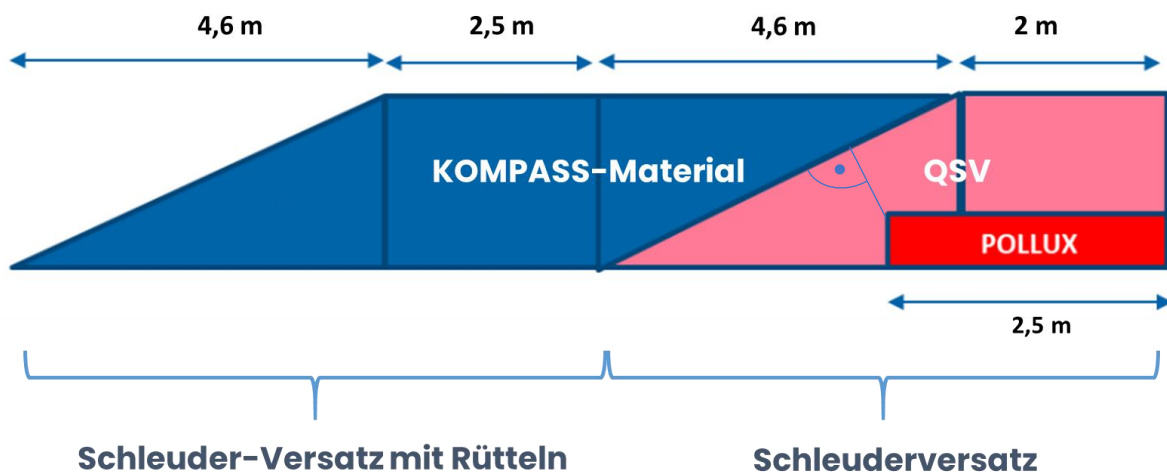 4,6 m
2,5 m
4,6 m
2 m
KOMPASS-Material
QSV
POLLUX
2,5 m
Schleuder-Versatz mit Rütteln
Schleuderversatz